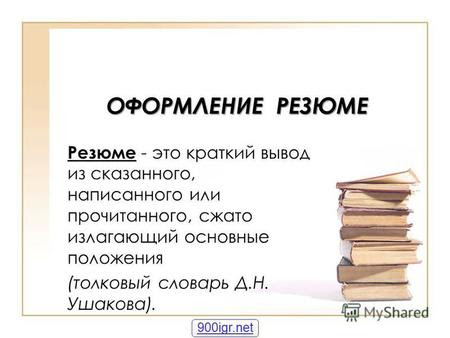 ОФОРМЛЕНИЕ РЕЗЮМЕ
Резюме - это краткий вывод
из сказанного,
написанного или
прочитанного, сжато
излагающий основные
положения
(толковый словарь Д.Н.
Ушакова).
MyShared
900igr.net